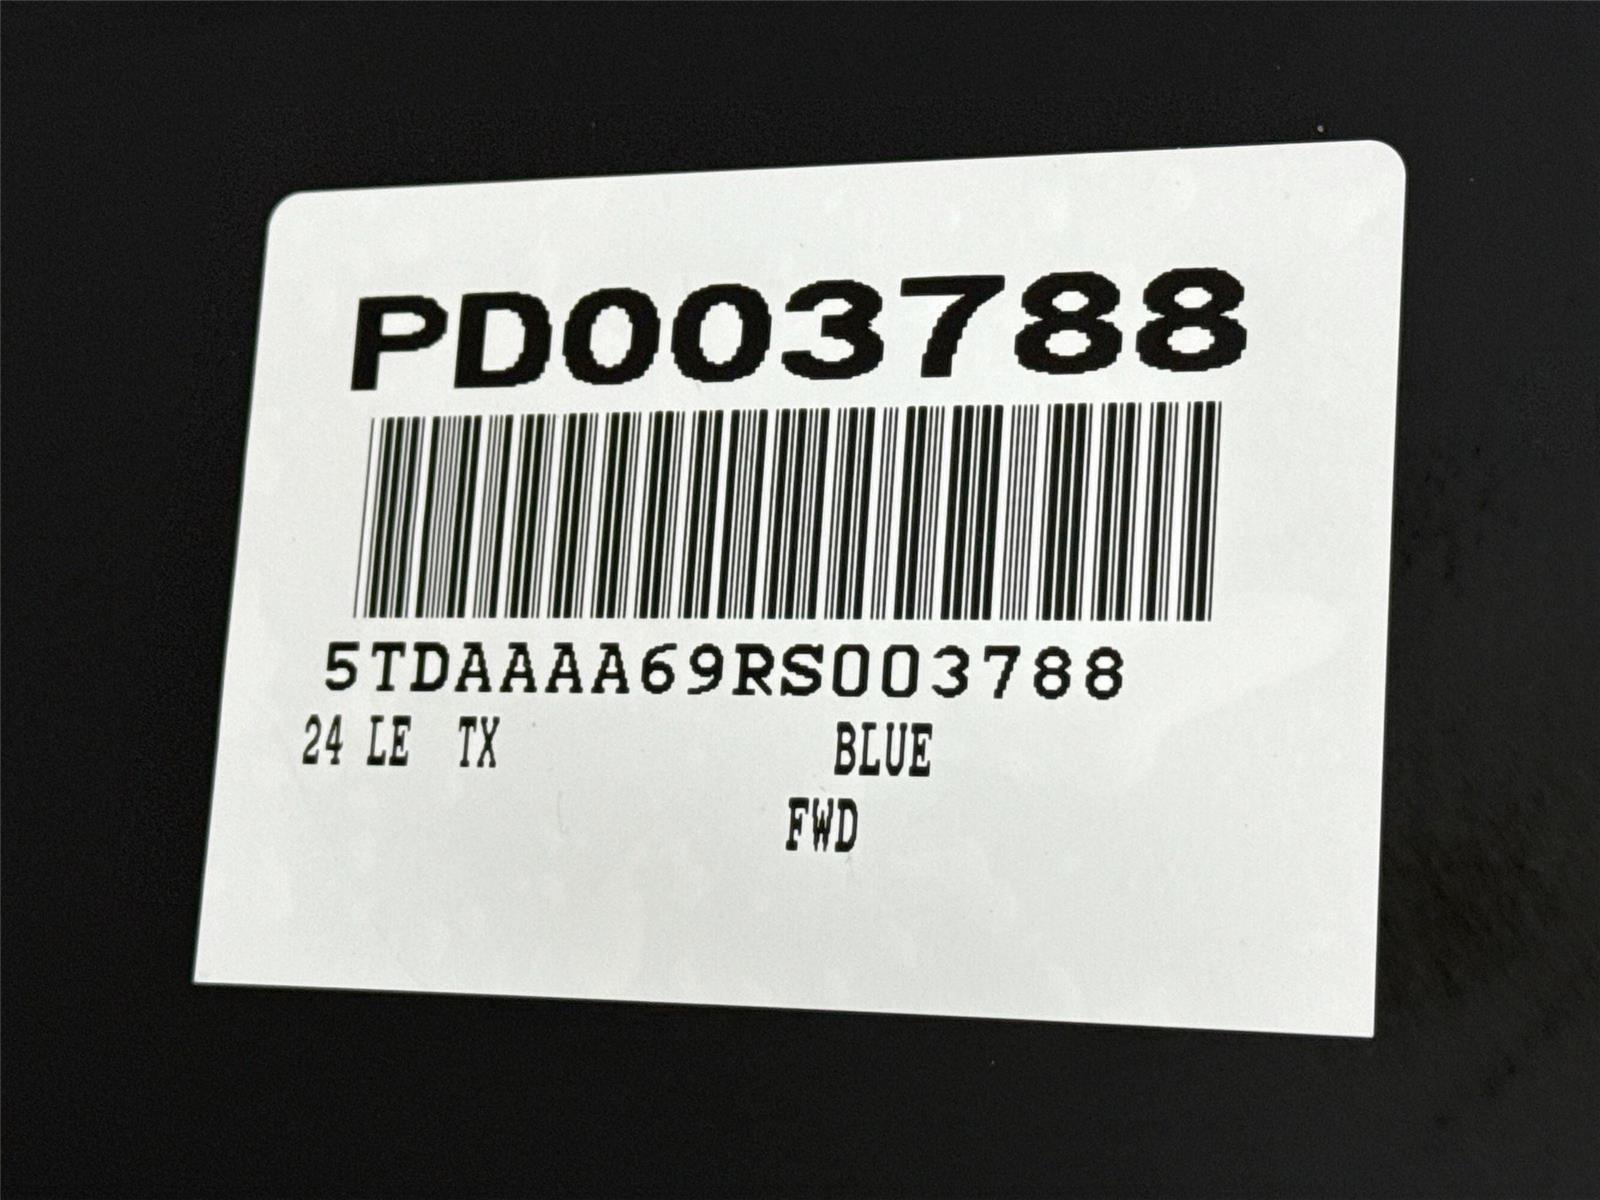 PD003788
5TDAAAA69RS003788
24 LE TX BLUE
FWD